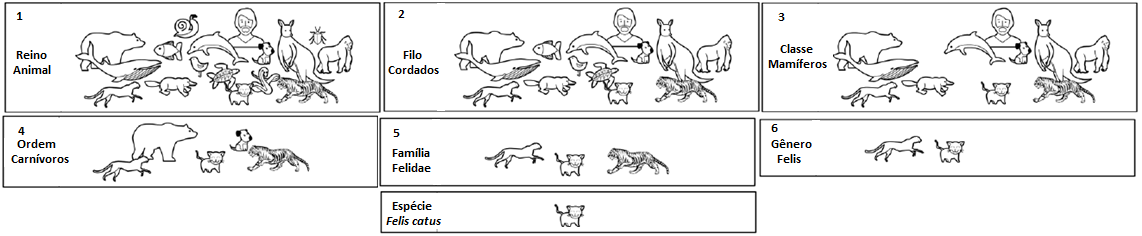 1
Reino
Animal
2
Filo
Cordados
3
Classe
Mamíferos
4
Ordem
Carnívoros
5
Família
Felidae
6
Gênero
Felis
Espécie
Felis catus